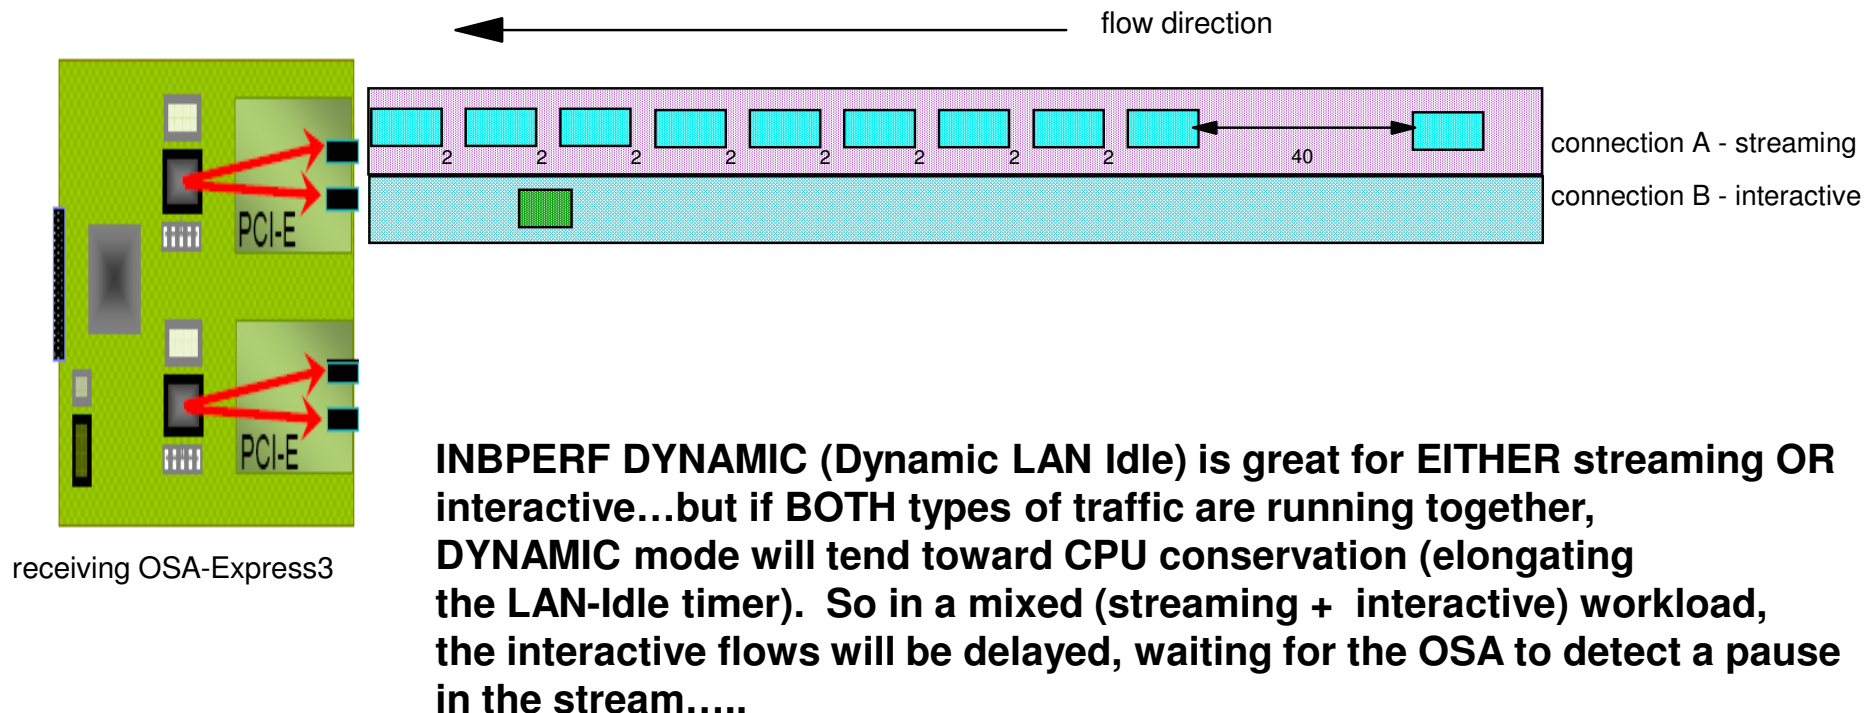 flow direction
2 2 2 2 2 2 2 2 40
connection A - streaming
connection B - interactive
PCI-E
PCI-E
receiving OSA-Express3
INBPERF DYNAMIC (Dynamic LAN Idle) is great for EITHER streaming OR
interactive…but if BOTH types of traffic are running together,
DYNAMIC mode will tend toward CPU conservation (elongating
the LAN-Idle timer).  So in a mixed (streaming +  interactive) workload,
the interactive flows will be delayed, waiting for the OSA to detect a pause
in the stream…..